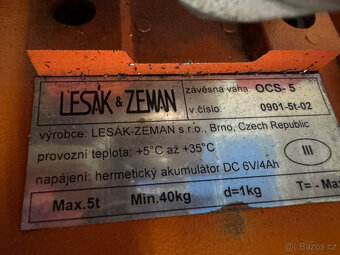 LESÁK & ZEMAN
závěsná váha OCS- 5
v číslo: 0901-5t-02
výrobce: LESÁK-ZEMAN s.r.o., Brno, Czech Republic
provozní teplota: +5°C až +35°C
III
napájení: hermetický akumulátor DC 6V/4Ah
Max.5t Min.40kg d=1kg T= - Max
Bazoš.cz